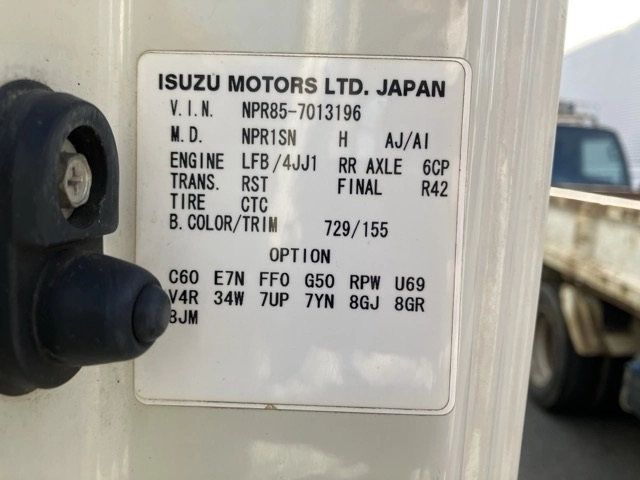 ISUZU MOTORS LTD. JAPAN
V.I.N. NPR85-7013196
M.D. NPR1SN H AJ/AI
ENGINE LFB/4JJ1 RR AXLE 6CP
TRANS. RST FINAL R42
TIRE CTC
B.COLOR/TRIM 729/155
OPTION
C60 E7N FF0 G50 RPW U69
V4R 34W 7UP 7YN 8GJ 8GR
8JM